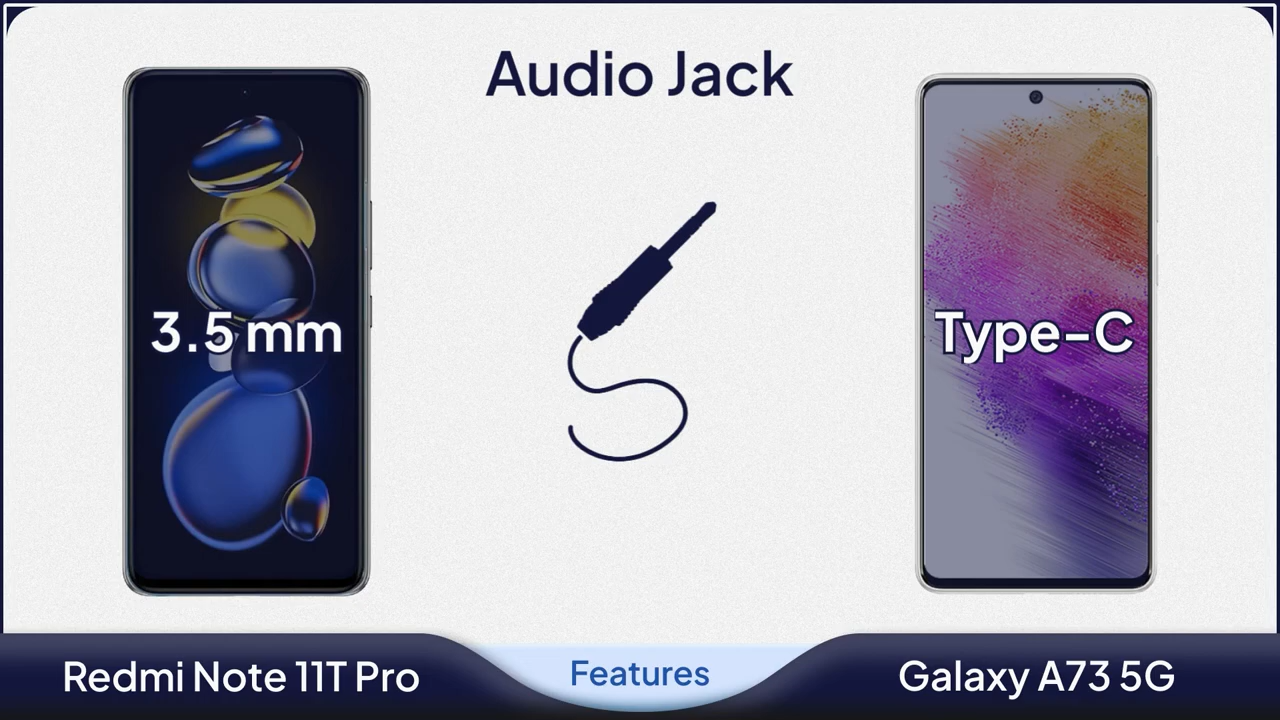 Audio Jack
3.5 mm
Type-C
Redmi Note 11T Pro
Features
Galaxy A73 5G